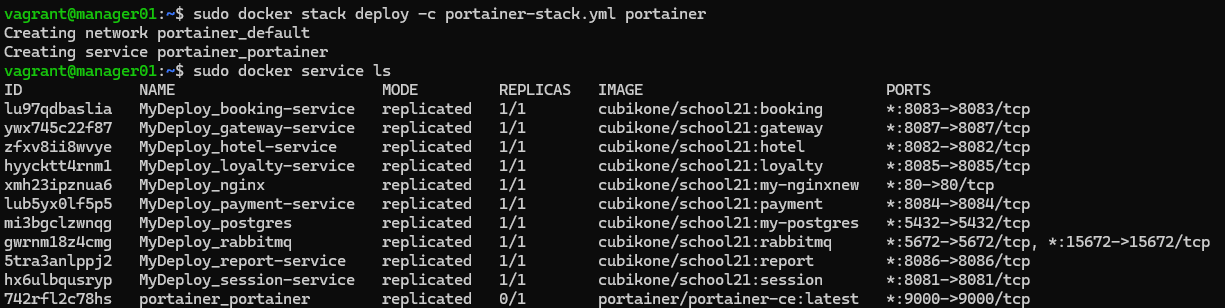 vagrant@manager01:~$ sudo docker stack deploy -c portainer-stack.yml portainer
Creating network portainer_default
Creating service portainer_portainer
vagrant@manager01:~$ sudo docker service ls
ID NAME MODE REPLICAS IMAGE PORTS
lu97qdbaslia MyDeploy_booking-service replicated 1/1 cubikone/school21:booking *:8083->8083/tcp
ywx745c22f87 MyDeploy_gateway-service replicated 1/1 cubikone/school21:gateway *:8087->8087/tcp
zfxv8ii8wvye MyDeploy_hotel-service replicated 1/1 cubikone/school21:hotel *:8082->8082/tcp
hyycktt4rnm1 MyDeploy_loyalty-service replicated 1/1 cubikone/school21:loyalty *:8085->8085/tcp
xmh23ipznua6 MyDeploy_nginx replicated 1/1 cubikone/school21:my-nginxnew *:80->80/tcp
lub5yx0lf5p5 MyDeploy_payment-service replicated 1/1 cubikone/school21:payment *:8084->8084/tcp
mi3bgclzwnqg MyDeploy_postgres replicated 1/1 cubikone/school21:my-postgres *:5432->5432/tcp
gwrnm18z4cmg MyDeploy_rabbitmq replicated 1/1 cubikone/school21:rabbitmq *:5672->5672/tcp, *:15672->15672/tcp
5tra3anlppj2 MyDeploy_report-service replicated 1/1 cubikone/school21:report *:8086->8086/tcp
hx6ulbqusryp MyDeploy_session-service replicated 1/1 cubikone/school21:session *:8081->8081/tcp
742rfl2c78hs portainer_portainer replicated 0/1 portainer/portainer-ce:latest *:9000->9000/tcp